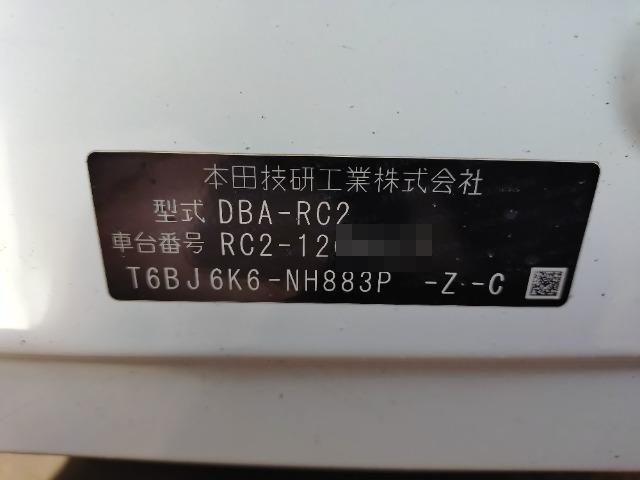 本田技研工業株式会社
型式 DBA-RC2
車台番号 RC2-12
T6BJ6K6-NH883P -Z -C